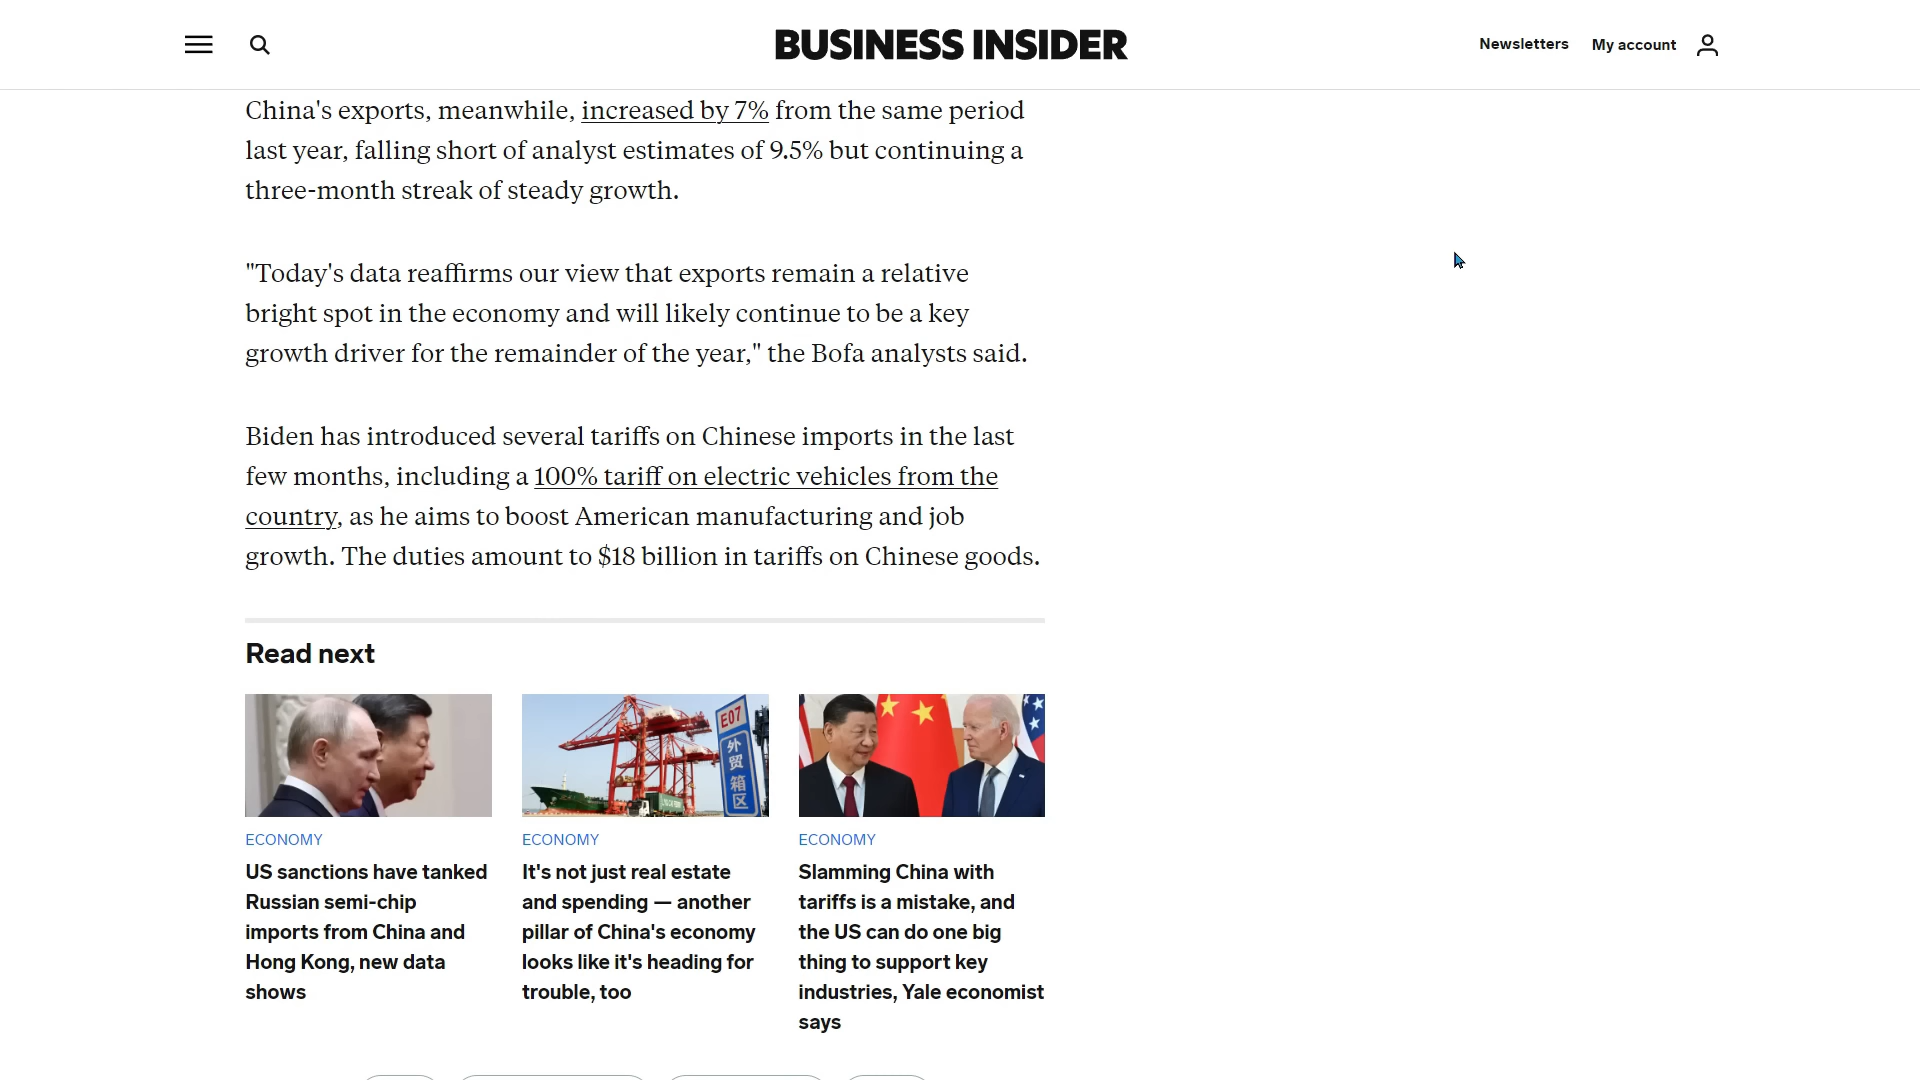 BUSINESS INSIDER
Newsletters
My account
China's exports, meanwhile, increased by 7% from the same period
last year, falling short of analyst estimates of 9.5% but continuing a
three-month streak of steady growth.
"Today's data reaffirms our view that exports remain a relative
bright spot in the economy and will likely continue to be a key
growth driver for the remainder of the year," the Bofa analysts said.
Biden has introduced several tariffs on Chinese imports in the last
few months, including a 100% tariff on electric vehicles from the
country, as he aims to boost American manufacturing and job
growth. The duties amount to $18 billion in tariffs on Chinese goods.
Read next
E07
外
贸
箱
区
ECONOMY
US sanctions have tanked
Russian semi-chip
imports from China and
Hong Kong, new data
shows
ECONOMY
It's not just real estate
and spending — another
pillar of China's economy
looks like it's heading for
trouble, too
ECONOMY
Slamming China with
tariffs is a mistake, and
the US can do one big
thing to support key
industries, Yale economist
says